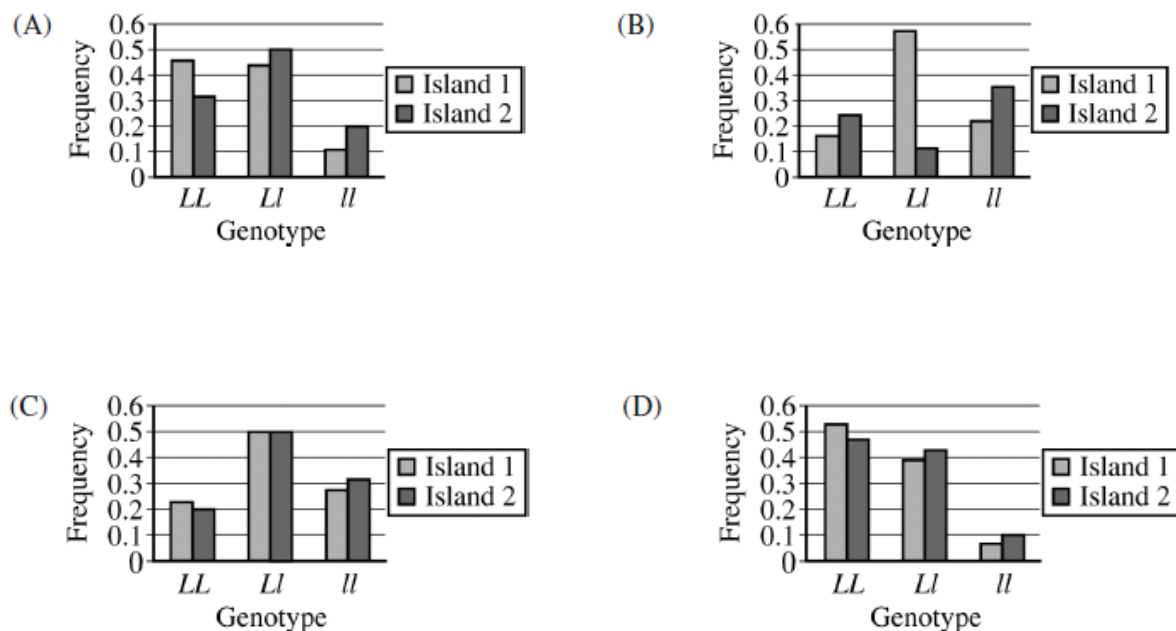 (A)
Frequency
0.6
0.5
0.4
0.3
0.2
0.1
0
LL Ll ll
Genotype
Island 1
Island 2
(B)
Frequency
0.6
0.5
0.4
0.3
0.2
0.1
0
LL Ll ll
Genotype
Island 1
Island 2
(C)
Frequency
0.6
0.5
0.4
0.3
0.2
0.1
0
LL Ll ll
Genotype
Island 1
Island 2
(D)
Frequency
0.6
0.5
0.4
0.3
0.2
0.1
0
LL Ll ll
Genotype
Island 1
Island 2